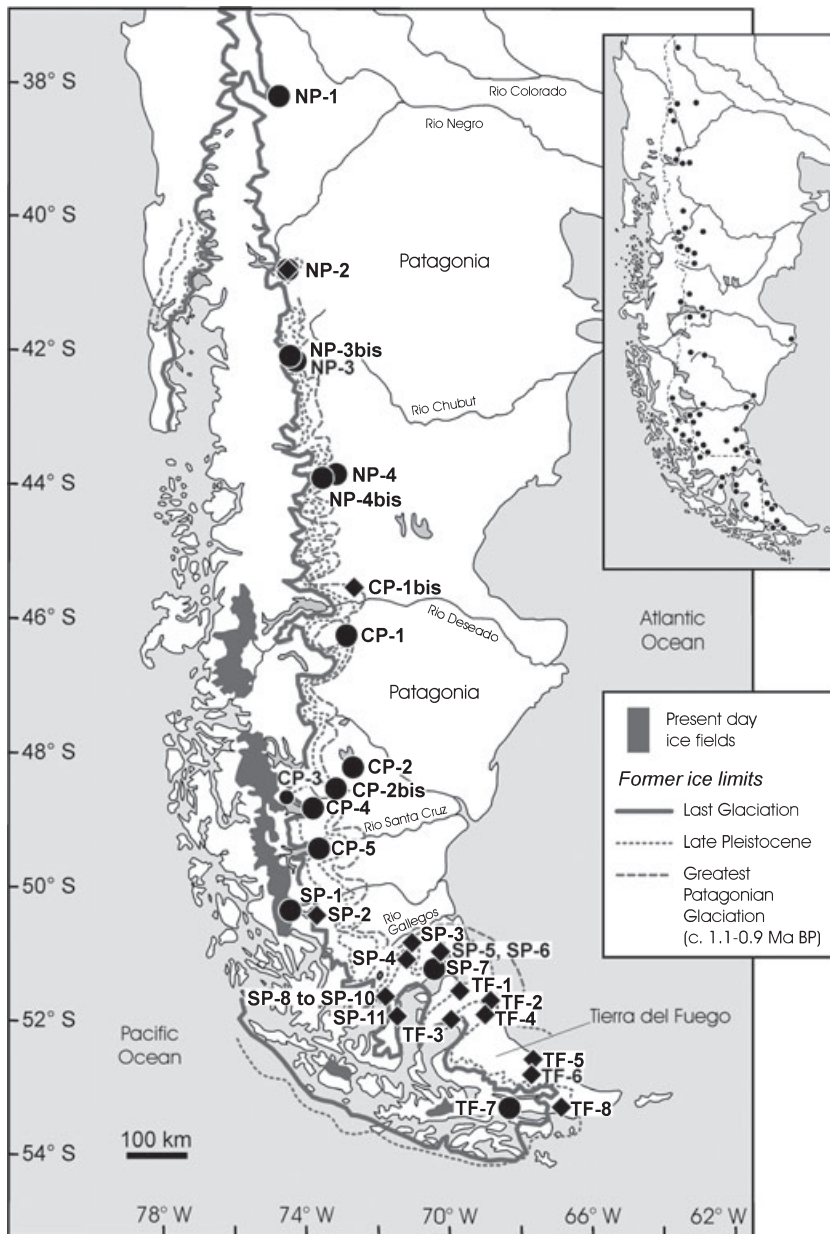 38° S
40° S
42° S
44° S
46° S
48° S
50° S
52° S
54° S
78° W
74° W
70° W
66° W
62° W
NP-1
Rio Colorado
Rio Negro
NP-2
Patagonia
NP-3bis
NP-3
Rio Chubut
NP-4
NP-4bis
CP-1bis
Rio Deseado
CP-1
Atlantic
Ocean
Patagonia
CP-2
CP-3
CP-2bis
CP-4
Rio Santa Cruz
CP-5
SP-1
SP-2
Rio
Gallegos
SP-3
SP-5, SP-6
SP-4
SP-7
TF-1
SP-8 to SP-10
TF-2
SP-11
TF-4
TF-3
Tierra del Fuego
Pacific
Ocean
TF-5
TF-6
TF-7
TF-8
100 km
Present day
ice fields
Former ice limits
Last Glaciation
Late Pleistocene
Greatest
Patagonian
Glaciation
(c. 1.1-0.9 Ma BP)